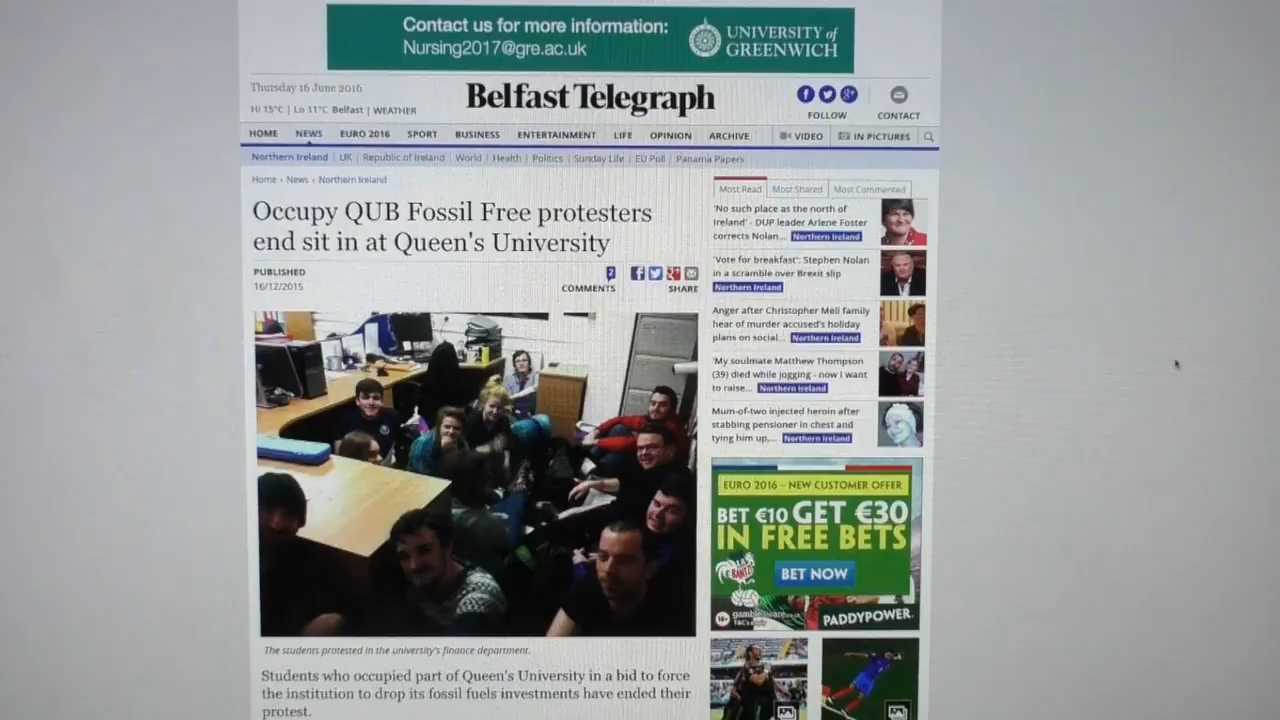 Contact us for more information:
Nursing2017@gre.ac.uk
UNIVERSITY of
GREENWICH
Thursday 16 June 2016
Hi 15°C | Lo 11°C Belfast | WEATHER
Belfast Telegraph
FOLLOW
CONTACT
HOME NEWS EURO 2016 SPORT BUSINESS ENTERTAINMENT LIFE OPINION ARCHIVE VIDEO IN PICTURES
Northern Ireland | UK | Republic of Ireland | World | Health | Politics | Sunday Life | EU Poll | Panama Papers
Home › News › Northern Ireland
Occupy QUB Fossil Free protesters
end sit in at Queen's University
PUBLISHED
16/12/2015
2
COMMENTS
SHARE
The students protested in the university's finance department.
Students who occupied part of Queen's University in a bid to force
the institution to drop its fossil fuels investments have ended their
protest.
Most Read Most Shared Most Commented
'No such place as the north of
Ireland' - DUP leader Arlene Foster
corrects Nolan... Northern Ireland
'Vote for breakfast': Stephen Nolan
in a scramble over Brexit slip
Northern Ireland
Anger after Christopher Meli family
hear of murder accused's holiday
plans on social... Northern Ireland
'My soulmate Matthew Thompson
(39) died while jogging - now I want
to raise... Northern Ireland
Mum-of-two injected heroin after
stabbing pensioner in chest and
tying him up,... Northern Ireland
EURO 2016 - NEW CUSTOMER OFFER
BET €10 GET €30
IN FREE BETS
BET NOW
18+ gambleaware.co.uk
T&C's apply
PADDYPOWER.